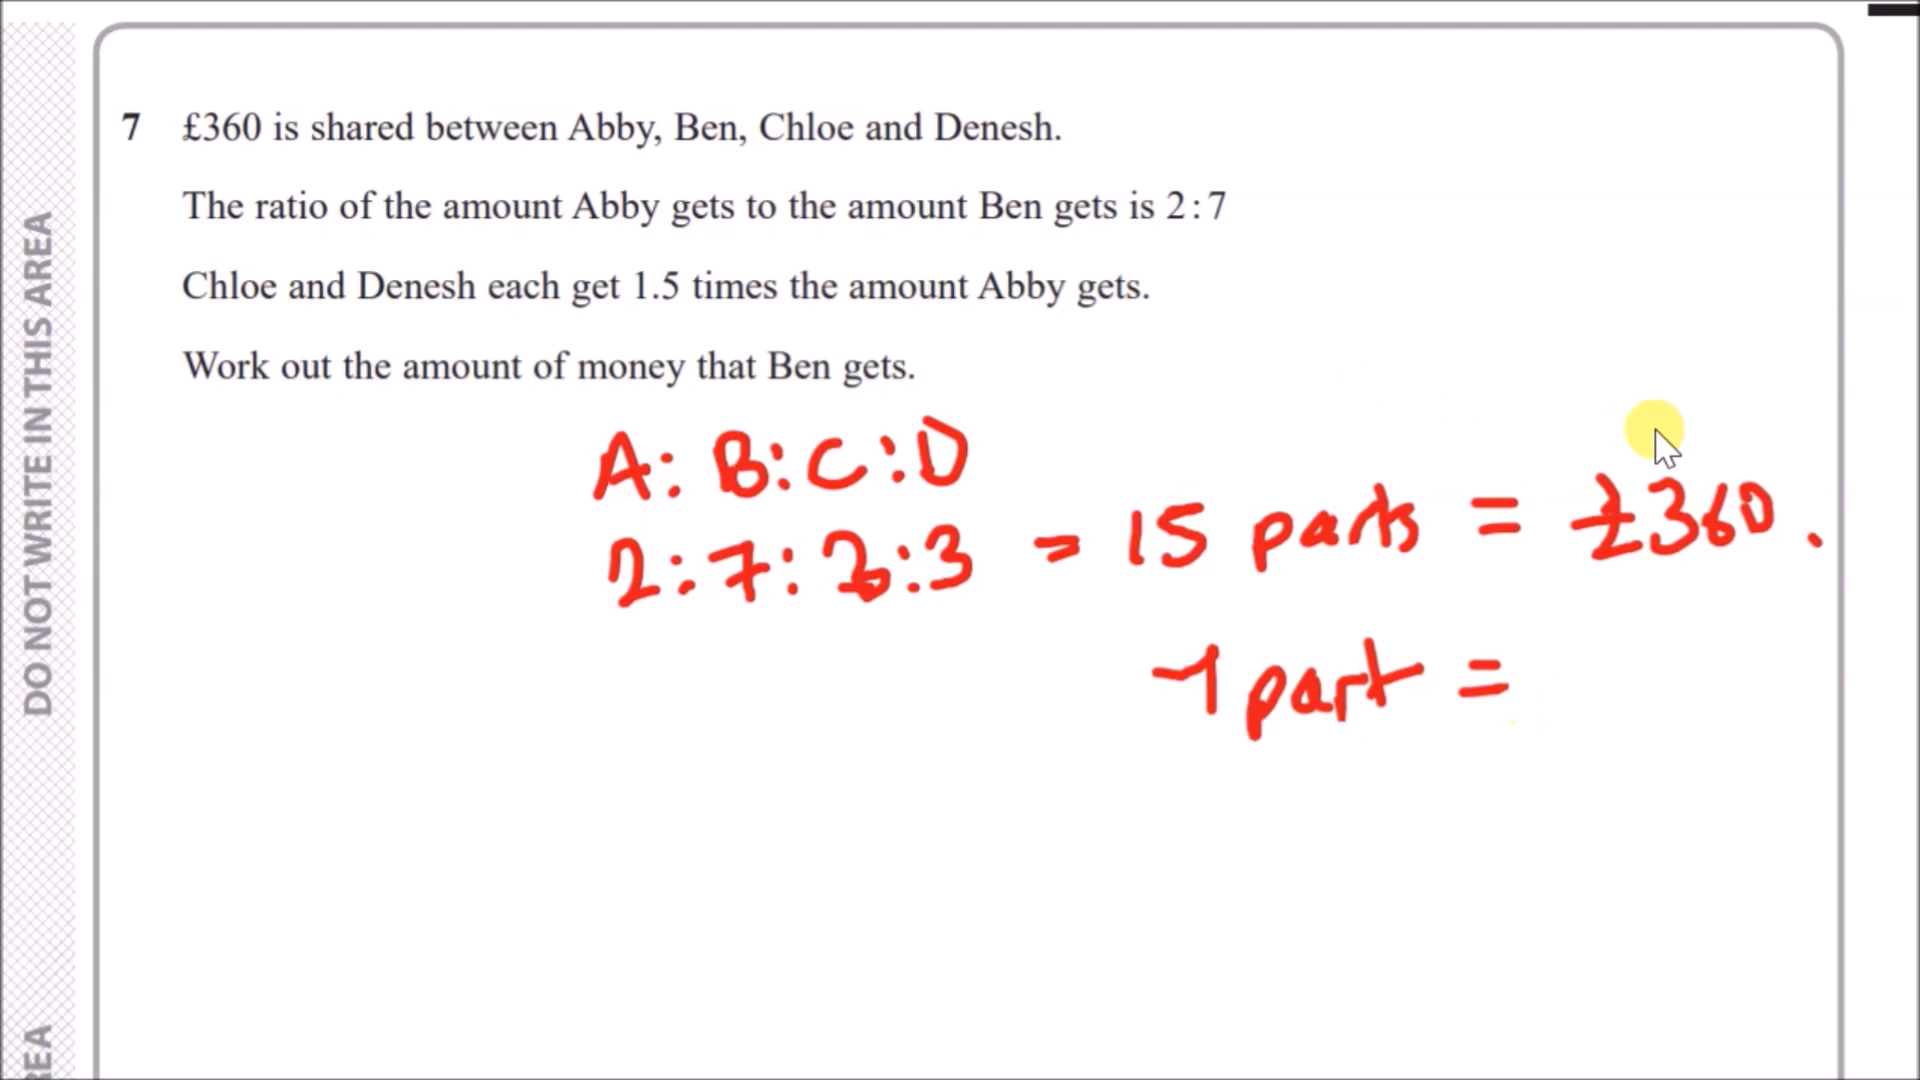 7 £360 is shared between Abby, Ben, Chloe and Denesh.
The ratio of the amount Abby gets to the amount Ben gets is 2 : 7
Chloe and Denesh each get 1.5 times the amount Abby gets.
Work out the amount of money that Ben gets.
A : B : C : D
2 : 7 : 3 : 3 = 15 parts = £360.
1 part =
DO NOT WRITE IN THIS AREA
REA